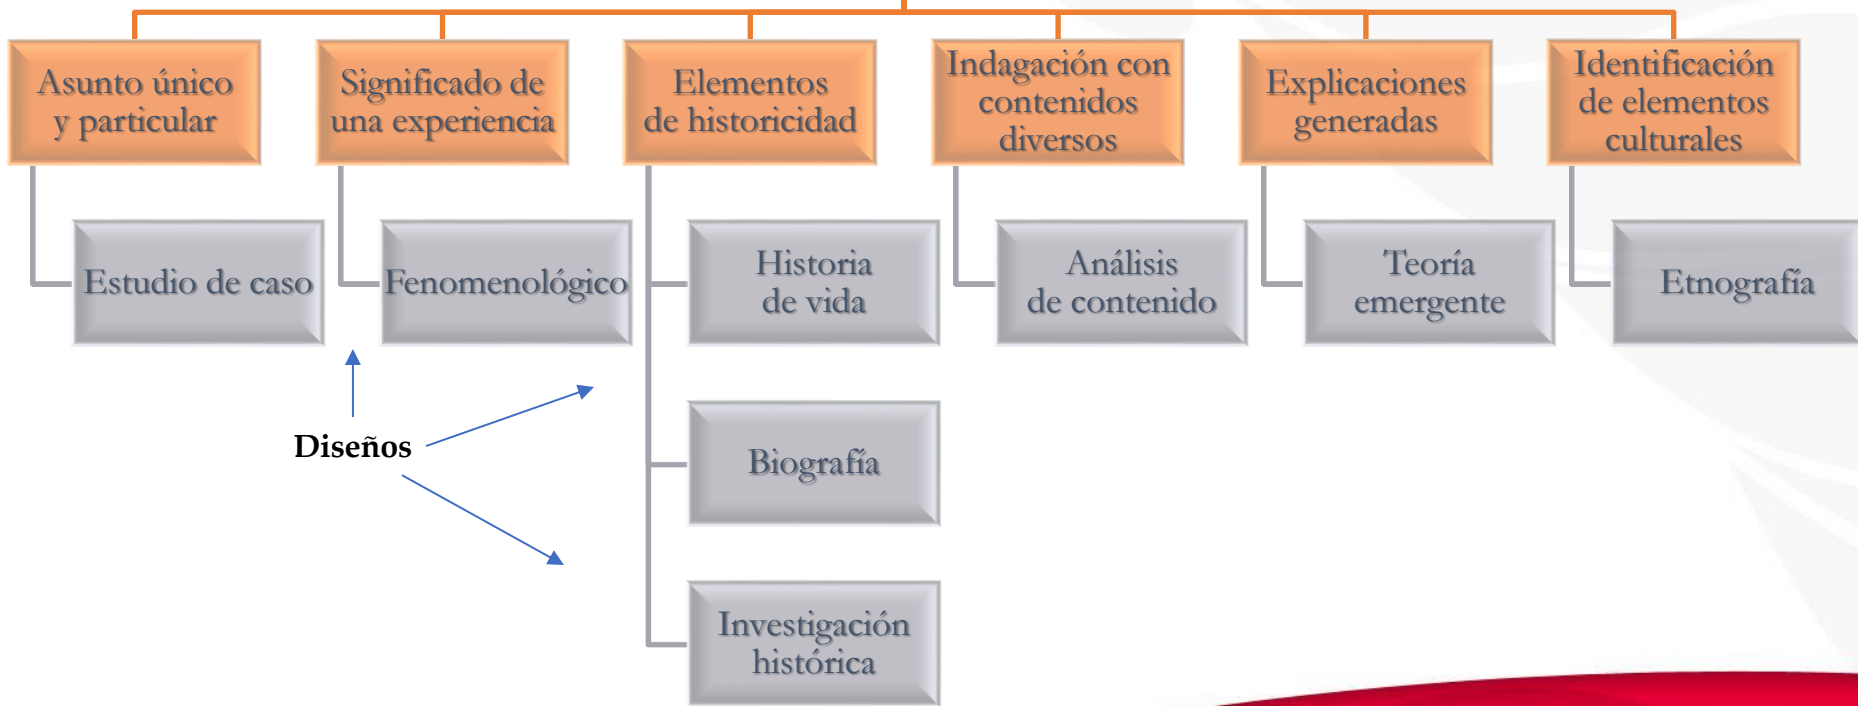 Asunto único
y particular
Significado de
una experiencia
Elementos
de historicidad
Indagación con
contenidos
diversos
Explicaciones
generadas
Identificación
de elementos
culturales
Estudio de caso
Fenomenológico
Historia
de vida
Análisis
de contenido
Teoría
emergente
Etnografía
Diseños
Biografía
Investigación
histórica